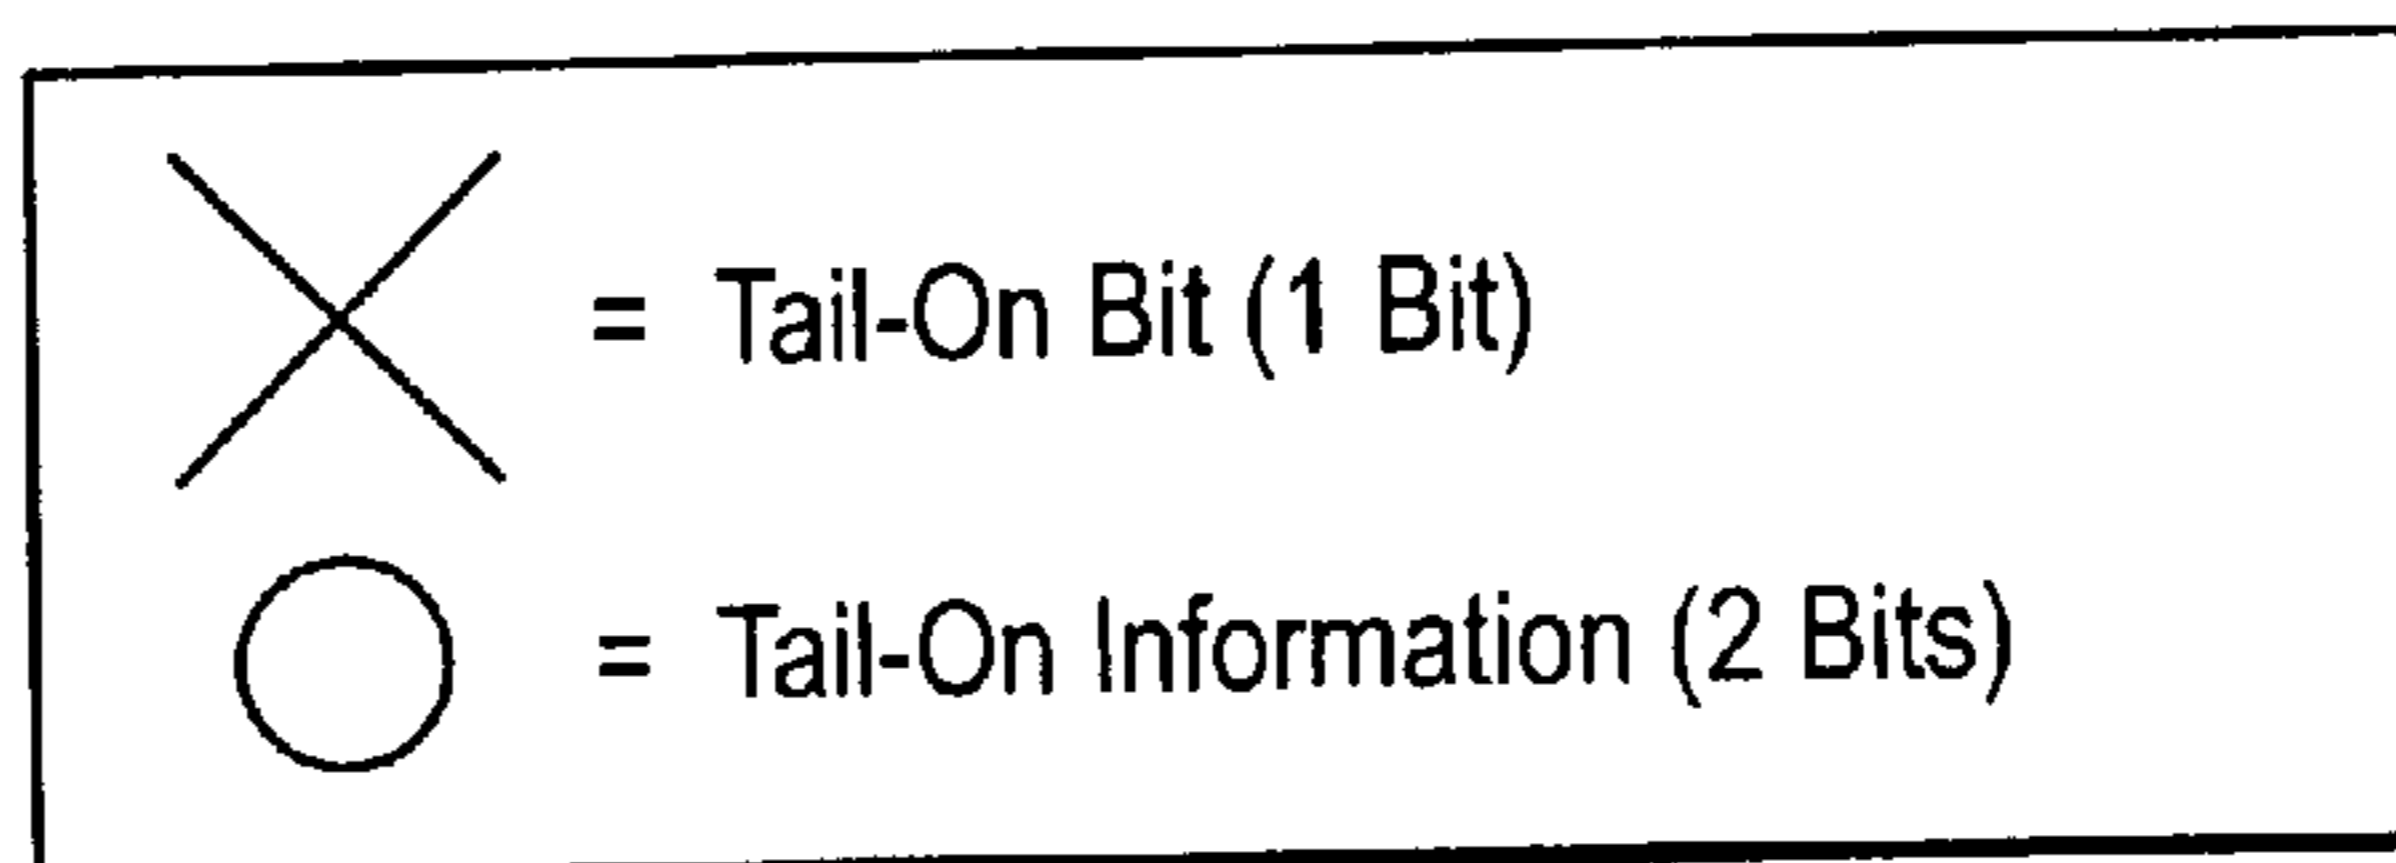 = Tail-On Bit (1 Bit)
= Tail-On Information (2 Bits)